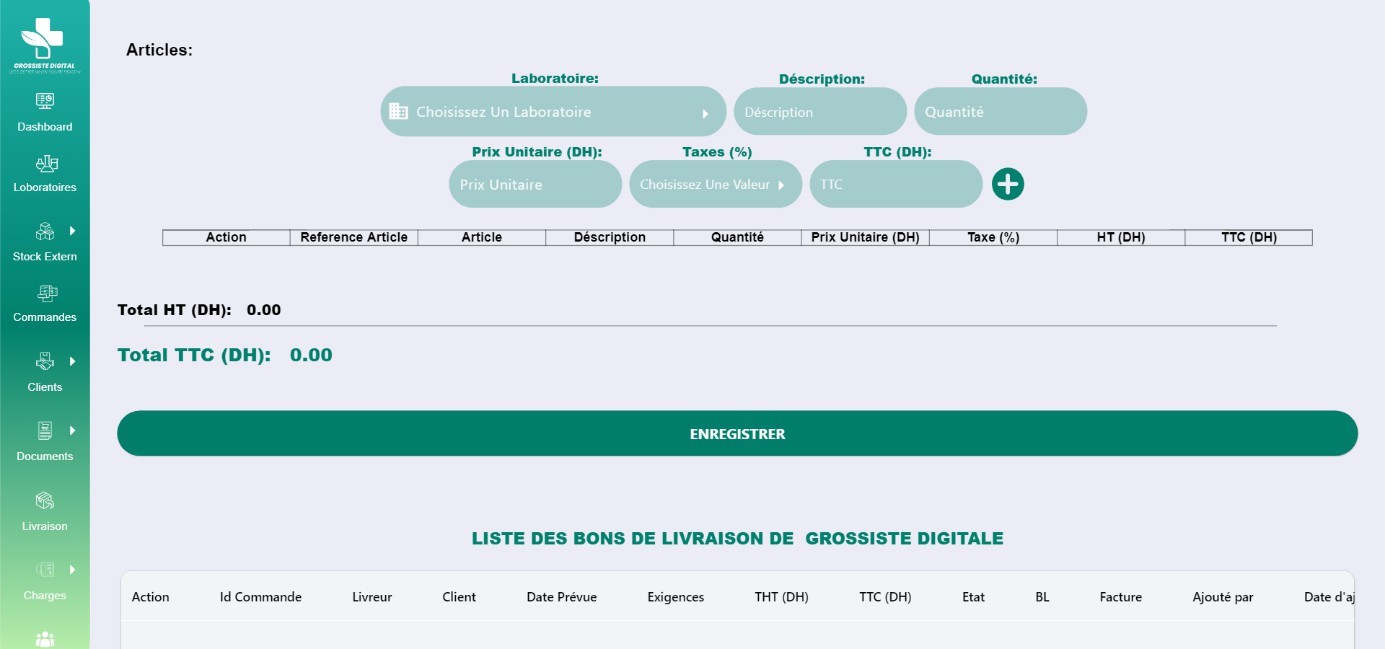 GROSSISTE DIGITAL
Dashboard
Loboratoires
Stock Extern
Commandes
Clients
Documents
Livraison
Charges
Articles:
Laboratoire: Déscription: Quantité:
Choisissez Un Laboratoire Déscription Quantité
Prix Unitaire (DH): Taxes (%) TTC (DH):
Prix Unitaire Choisissez Une Valeur TTC
Action Reference Article Article Déscription Quantité Prix Unitaire (DH) Taxe (%) HT (DH) TTC (DH)
Total HT (DH): 0.00
Total TTC (DH): 0.00
ENREGISTRER
LISTE DES BONS DE LIVRAISON DE GROSSISTE DIGITALE
Action Id Commande Livreur Client Date Prévue Exigences THT (DH) TTC (DH) Etat BL Facture Ajouté par Date d'aj